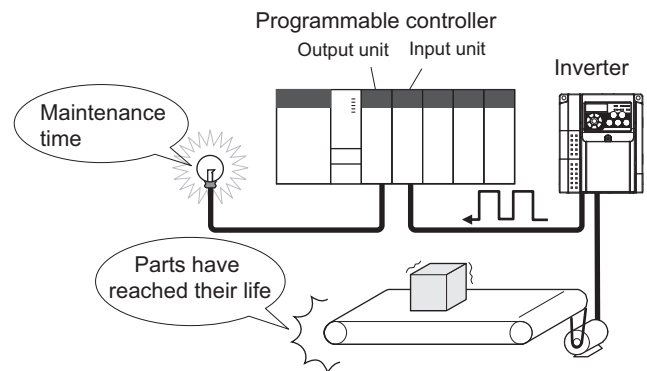 Programmable controller
Output unit
Input unit
Inverter
Maintenance
time
Parts have
reached their life